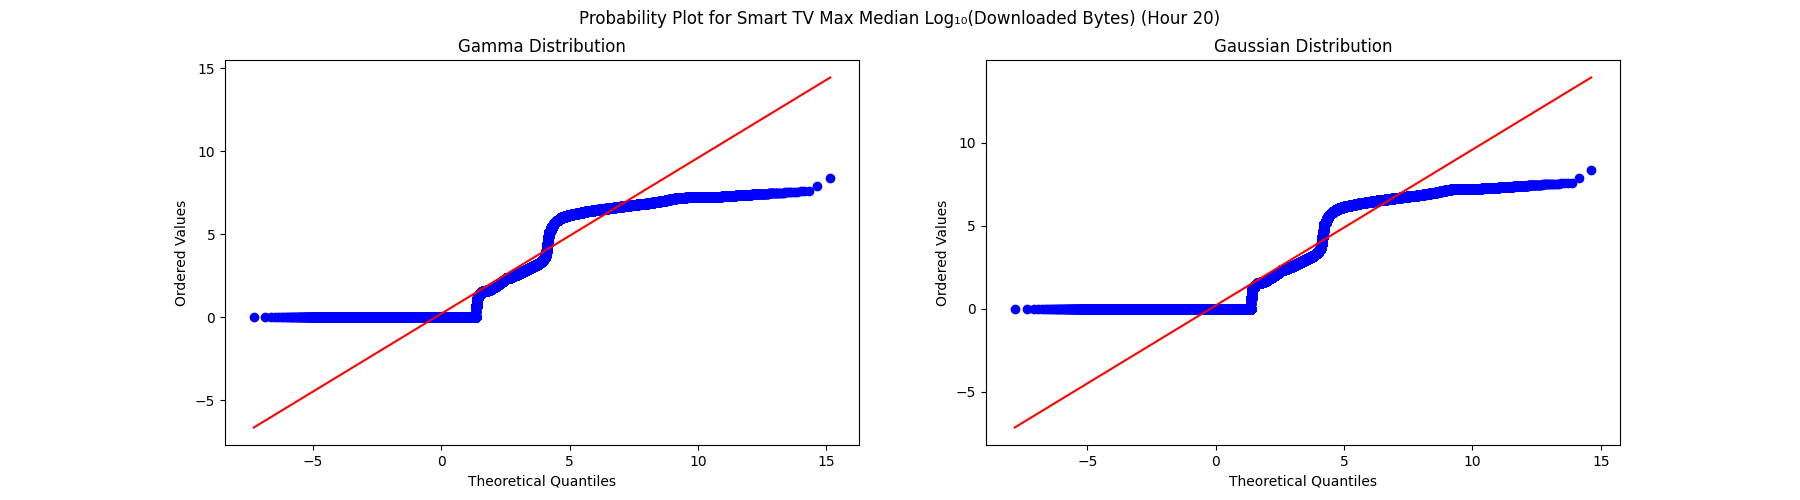 Probability Plot for Smart TV Max Median Log₁₀(Downloaded Bytes) (Hour 20)
Gamma Distribution
15
10
5
0
−5
Ordered Values
−5
0
5
10
15
Theoretical Quantiles
Gaussian Distribution
10
5
0
−5
Ordered Values
−5
0
5
10
15
Theoretical Quantiles